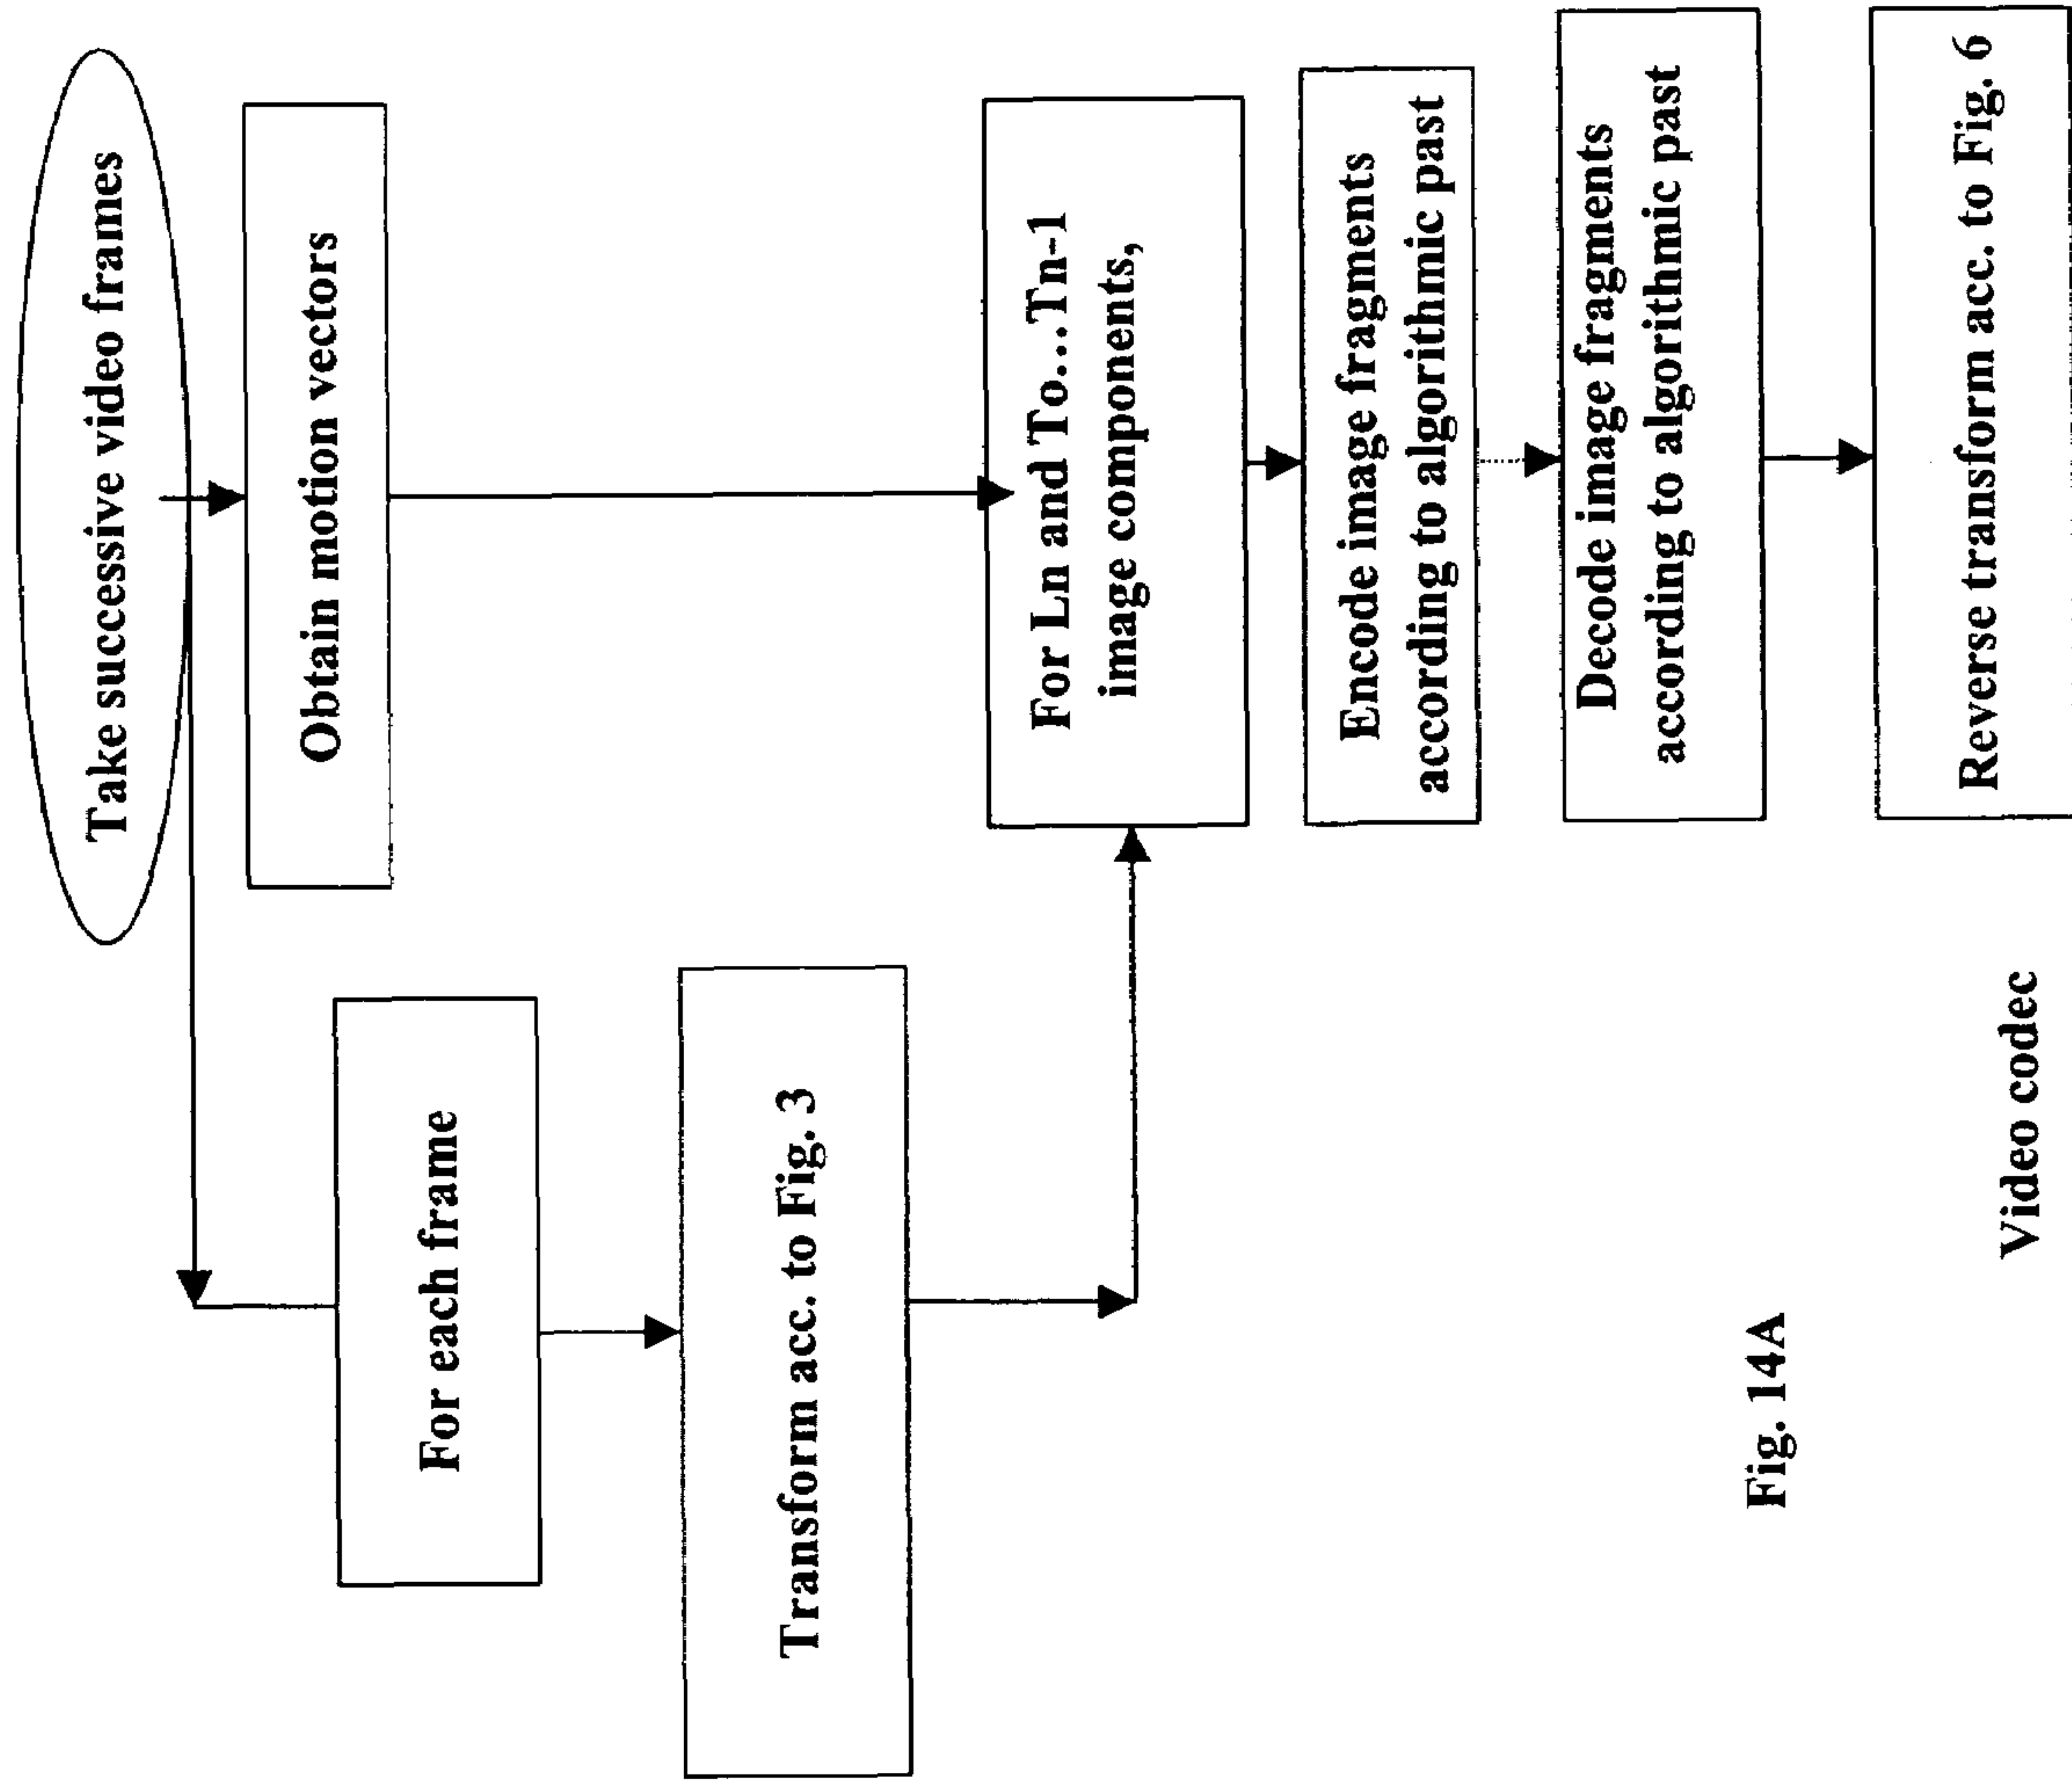 Take successive video frames
Obtain motion vectors
For each frame
Transform acc. to Fig. 3
For Ln and To...Tn-1
image components,
Encode image fragments
according to algorithmic past
Decode image fragments
according to algorithmic past
Reverse transform acc. to Fig. 6
Fig. 14A
Video codec